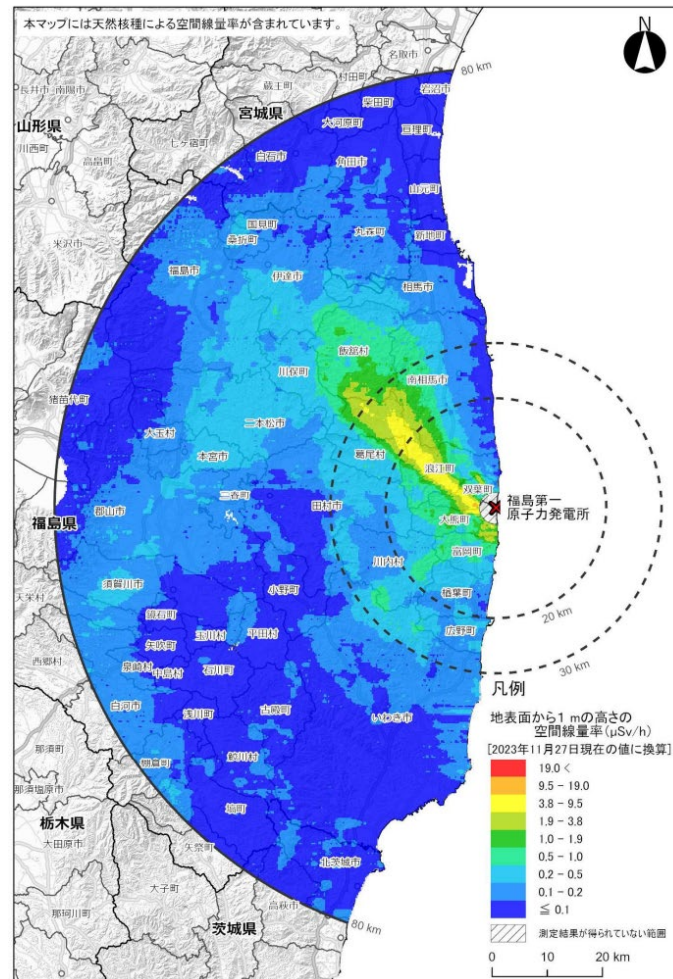 本マップには天然核種による空間線量率が含まれています。
N
80 km
名取市
村田町
岩沼市
蔵王町
柴田町
長井市
南陽市
宮城県
大河原町
亘理町
山形県
七ヶ宿町
川西町
高畠町
白石市
角田市
山元町
国見町
丸森町
新地町
米沢市
桑折町
福島市
伊達市
相馬市
飯舘村
川俣町
南相馬市
猪苗代町
二本松市
大玉村
葛尾村
本宮市
浪江町
三春町
双葉町
福島第一
原子力発電所
郡山市
田村市
大熊町
福島県
富岡町
川内村
須賀川市
小野町
楢葉町
天栄村
20 km
鏡石町
玉川村
平田村
広野町
矢吹町
30 km
西郷村
泉崎村
中島村
石川町
凡例
白河市
浅川町
古殿町
いわき市
地表面から1 mの高さの
空間線量率(μSv/h)
[2023年11月27日現在の値に換算]
那須町
鮫川村
棚倉町
19.0 <
9.5 - 19.0
那須塩原市
塙町
3.8 - 9.5
栃木県
1.9 - 3.8
大田原市
矢祭町
1.0 - 1.9
0.5 - 1.0
北茨城市
0.2 - 0.5
大子町
0.1 - 0.2
那珂川町
高萩市
≦ 0.1
80 km
茨城県
測定結果が得られていない範囲
0 10 20 km